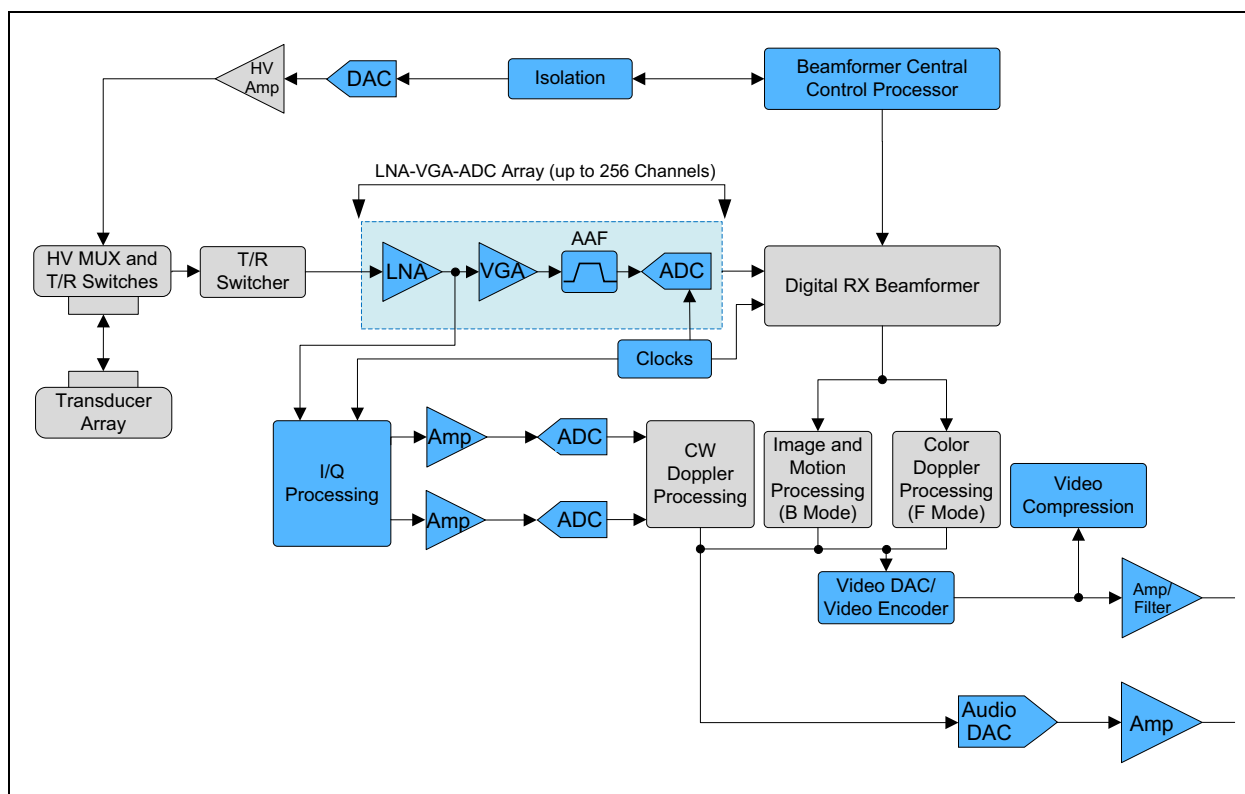 HV
Amp
DAC
Isolation
Beamformer Central
Control Processor
LNA-VGA-ADC Array (up to 256 Channels)
HV MUX and
T/R Switches
T/R
Switcher
LNA
VGA
AAF
ADC
Digital RX Beamformer
Clocks
Transducer
Array
I/Q
Processing
Amp
ADC
Amp
ADC
CW
Doppler
Processing
Image and
Motion
Processing
(B Mode)
Color
Doppler
Processing
(F Mode)
Video
Compression
Video DAC/
Video Encoder
Amp/
Filter
Audio
DAC
Amp